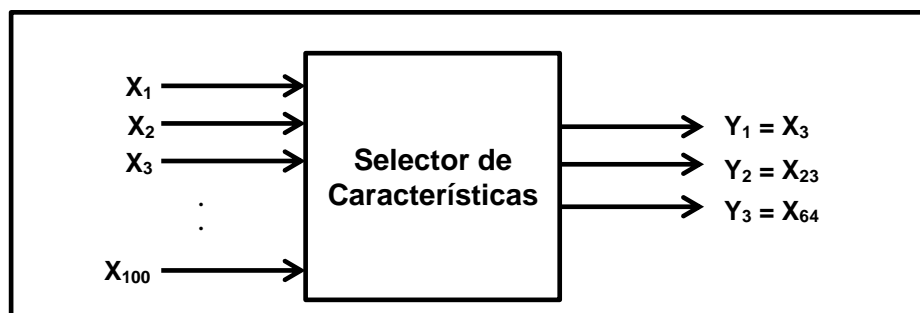 X₁
X₂
X₃
.
.
X₁₀₀
Selector de
Características
Y₁ = X₃
Y₂ = X₂₃
Y₃ = X₆₄